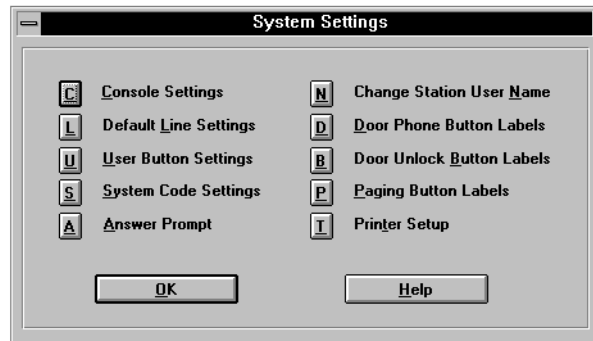 System Settings
C Console Settings
L Default Line Settings
U User Button Settings
S System Code Settings
A Answer Prompt
N Change Station User Name
D Door Phone Button Labels
B Door Unlock Button Labels
P Paging Button Labels
T Printer Setup
OK
Help